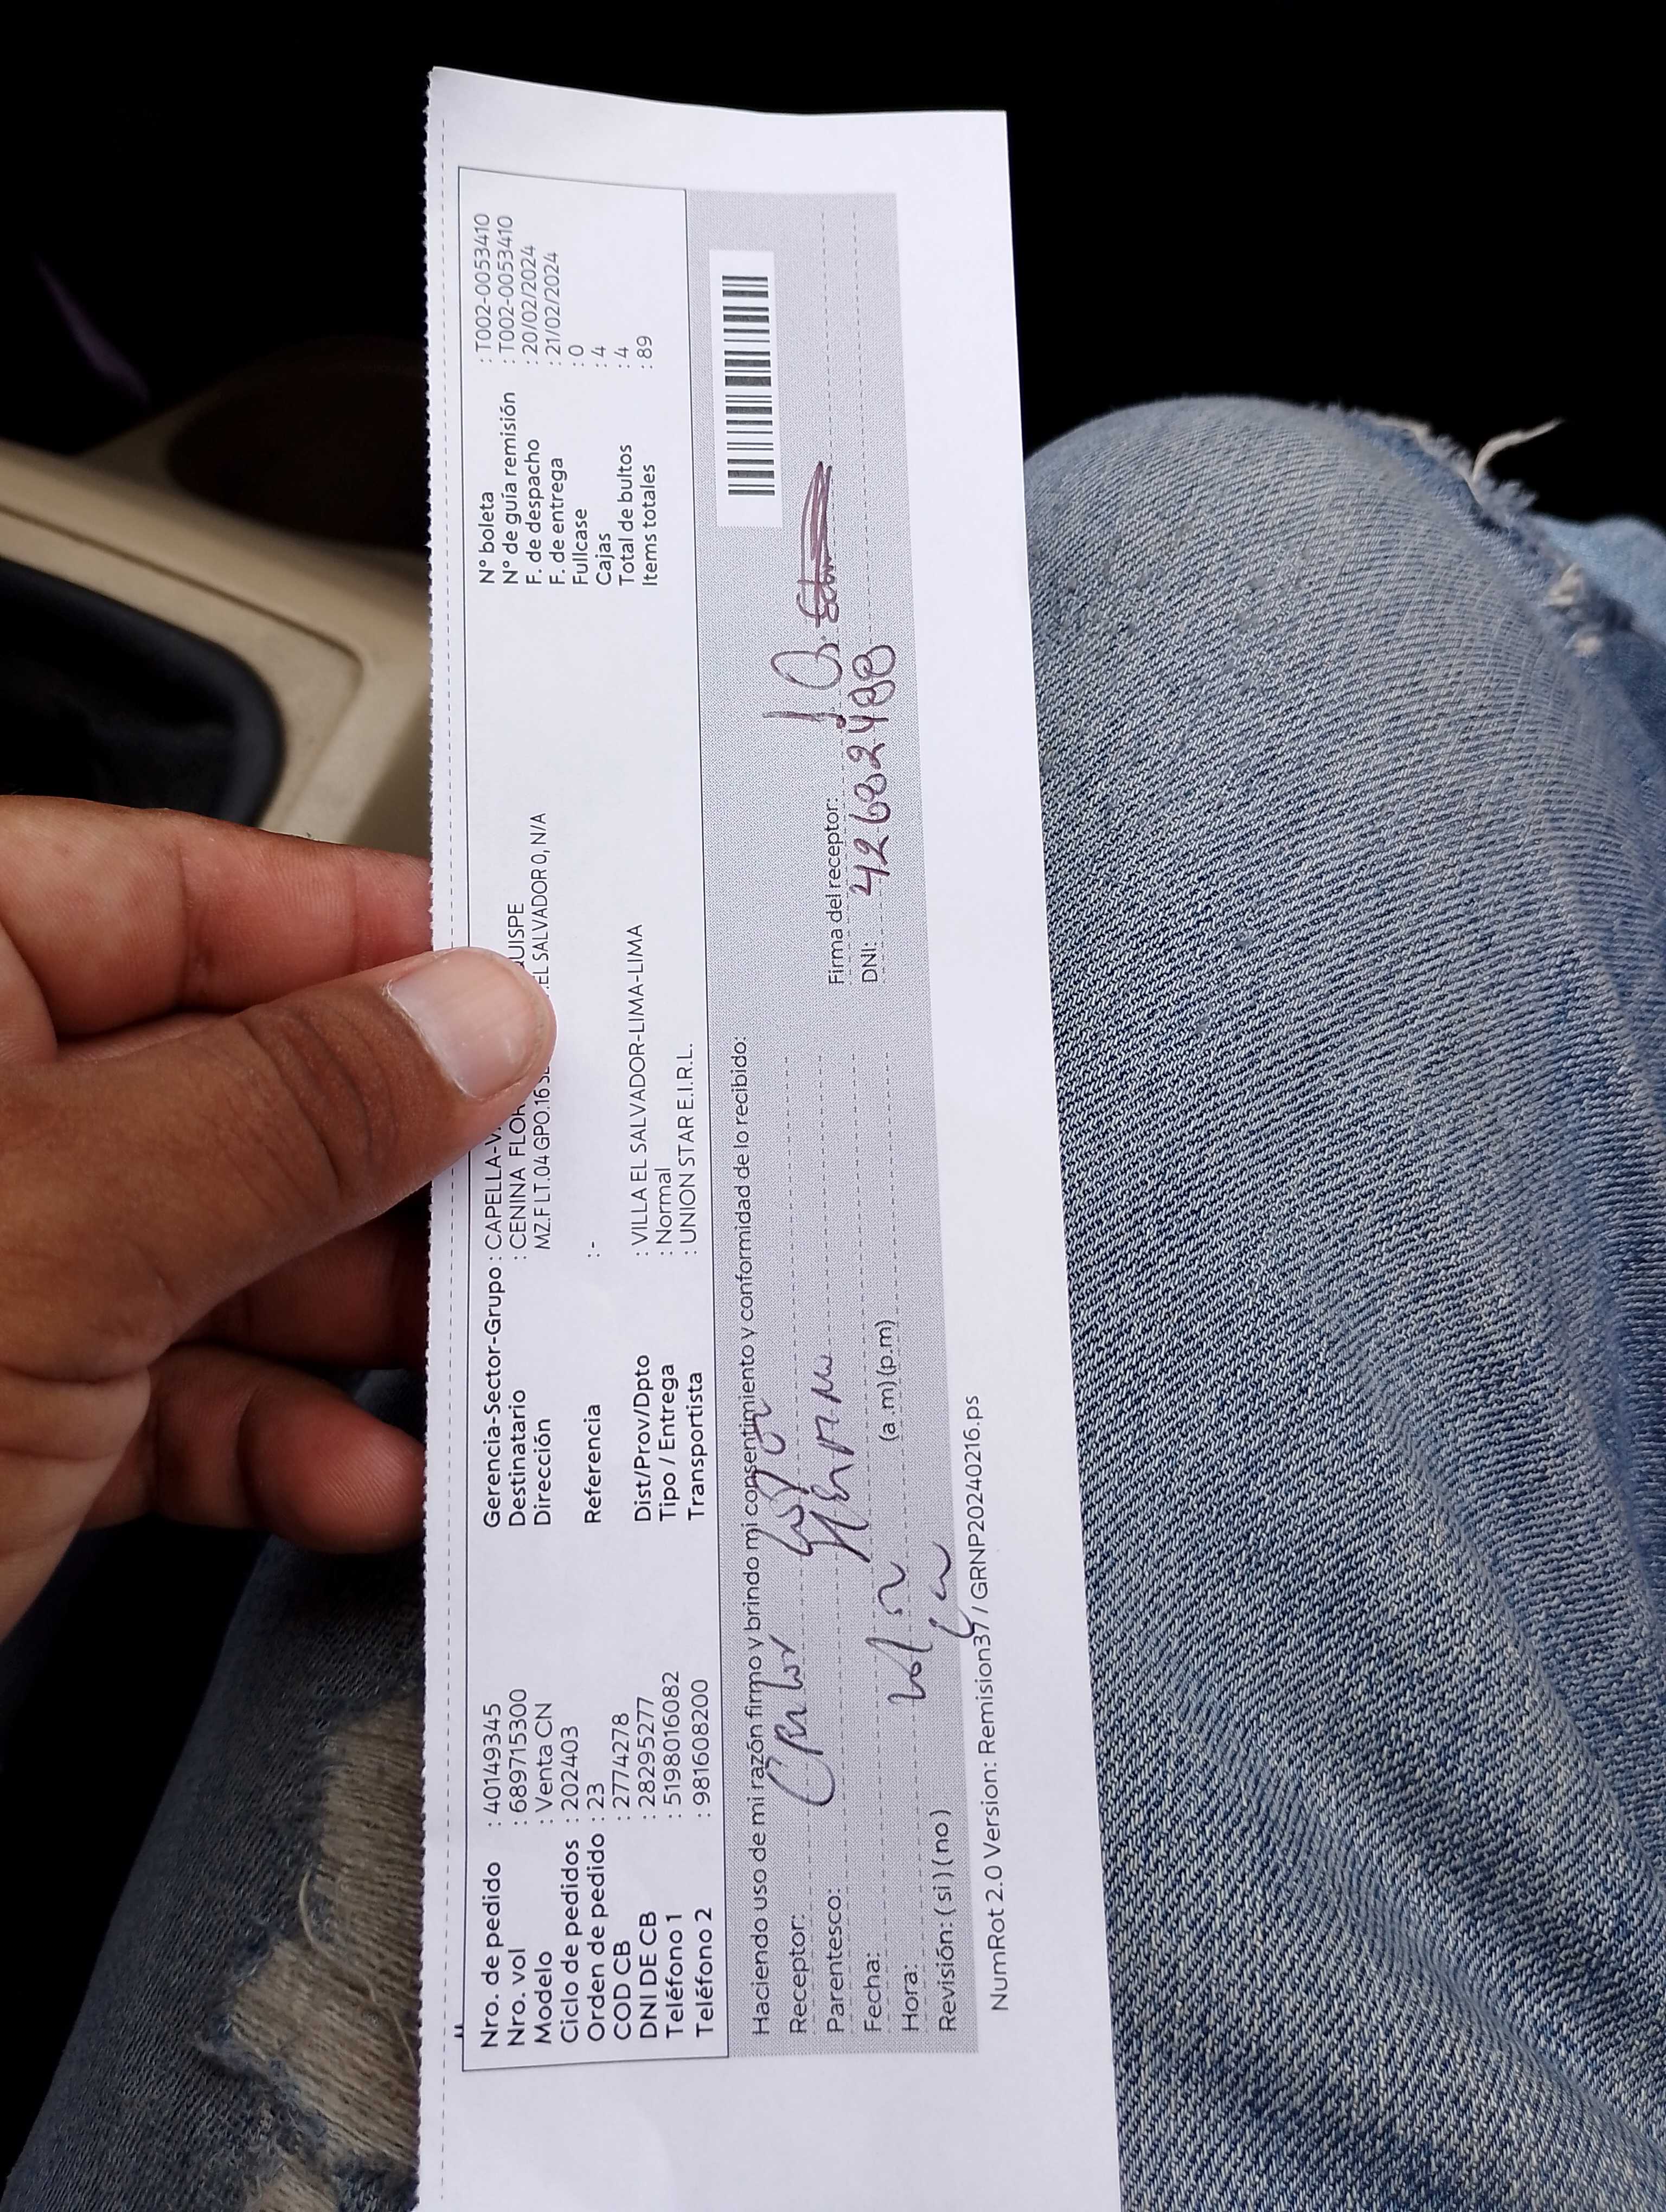 Nro. de pedido : 40149345
Nro. vol : 689715300
Modelo : Venta CN
Ciclo de pedidos : 202403
Orden de pedido : 23
COD CB : 2774278
DNI DE CB : 28295277
Teléfono 1 : 51980160​82
Teléfono 2 : 981608200
Gerencia-Sector-Grupo : CAPELLA-
Destinatario : CENINA
Dirección MZ.F LT.04 GPO.16 EL SALVADOR 0, N/A
Referencia : -
Dist/Prov/Dpto : VILLA EL SALVADOR-LIMA-LIMA
Tipo / Entrega : Normal
Transportista : UNION STAR E.I.R.L.
N° boleta : T002-0053410
N° de guía remisión : T002-0053410
F. de despacho : 20/02/2024
F. de entrega : 21/02/2024
Fullcase : 0
Cajas : 4
Total de bultos : 4
Items totales : 89
Haciendo uso de mi razón firmo y brindo mi consentimiento y conformidad de lo recibido:
Receptor:
Parentesco:
Fecha:
Hora: (a.m) (p.m)
Revisión: ( si ) ( no )
Firma del receptor:
DNI: 42682488
NumRot 2.0 Version: Remision37 / GRNP20240216.ps